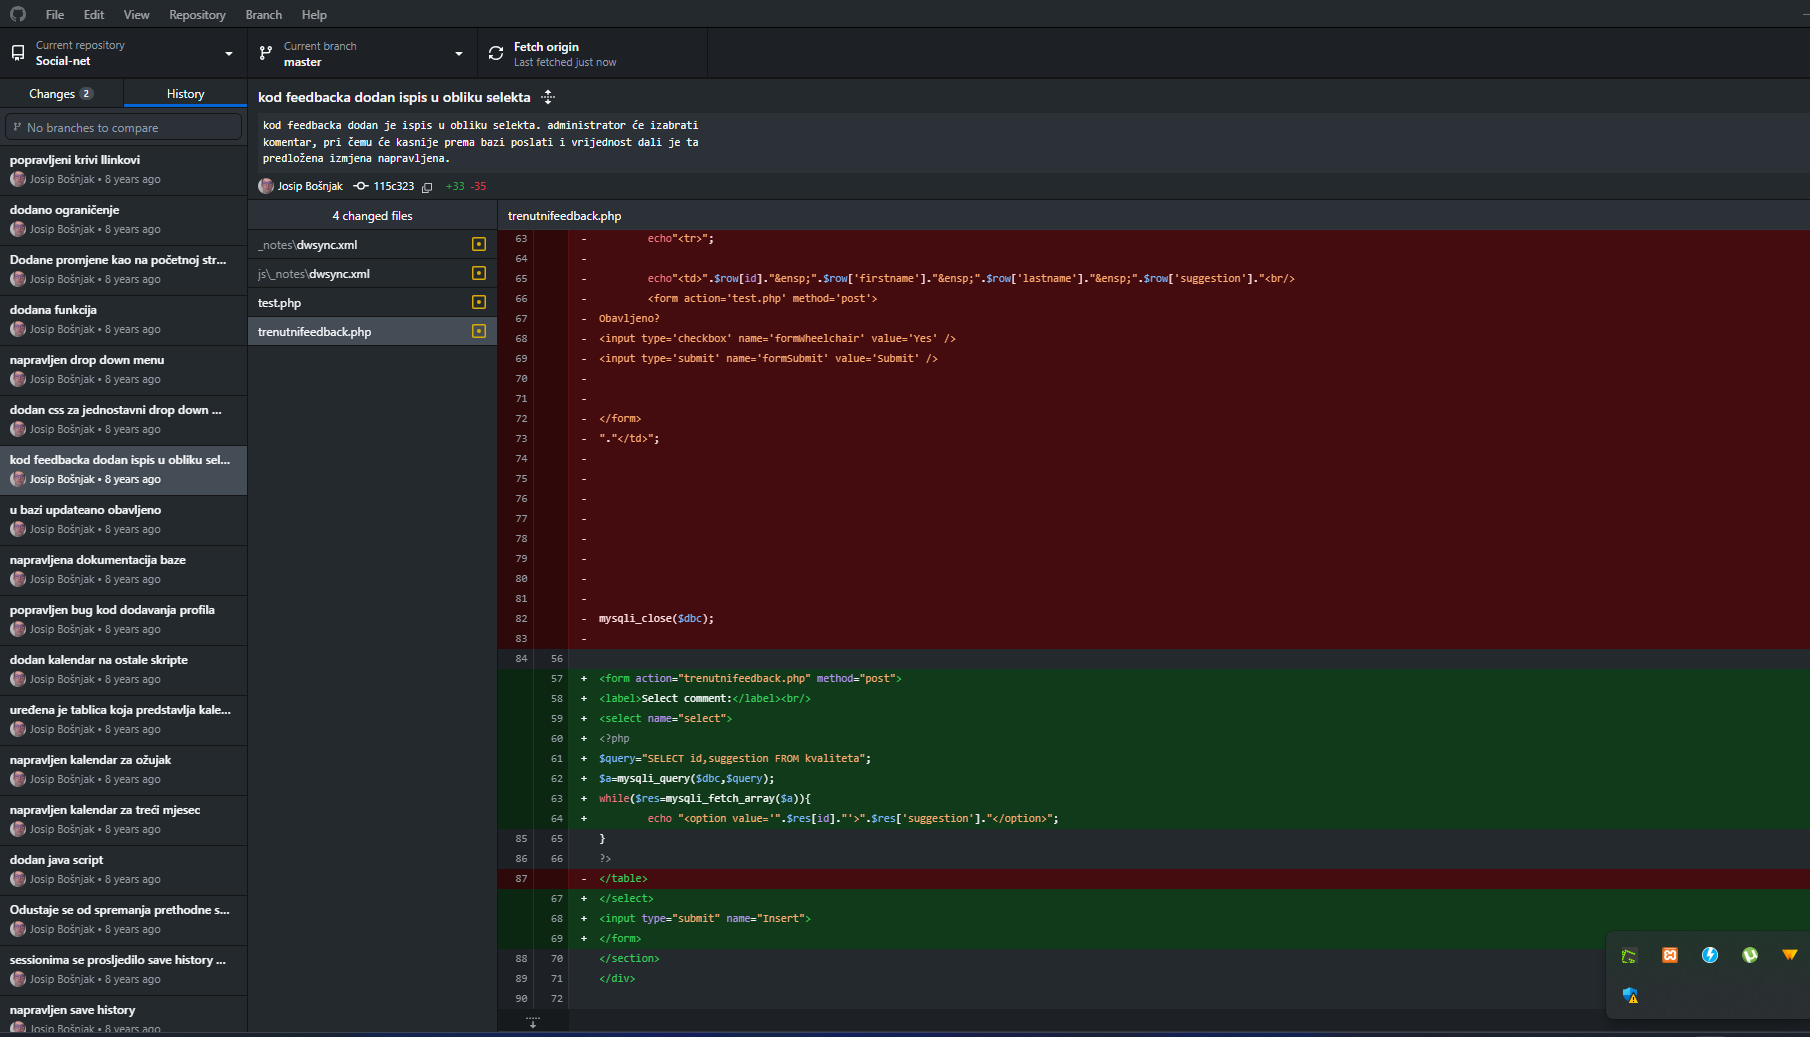 File Edit View Repository Branch Help
Current repository
Social-net
Current branch
master
Fetch origin
Last fetched just now
Changes 2
History
No branches to compare
popravljeni krivi llinkovi
Josip Bošnjak • 8 years ago
dodano ograničenje
Josip Bošnjak • 8 years ago
Dodane promjene kao na početnoj str...
Josip Bošnjak • 8 years ago
dodana funkcija
Josip Bošnjak • 8 years ago
napravljen drop down menu
Josip Bošnjak • 8 years ago
dodan css za jednostavni drop down ...
Josip Bošnjak • 8 years ago
kod feedbacka dodan ispis u obliku sel...
Josip Bošnjak • 8 years ago
u bazi updateano obavljeno
Josip Bošnjak • 8 years ago
napravljena dokumentacija baze
Josip Bošnjak • 8 years ago
popravljen bug kod dodavanja profila
Josip Bošnjak • 8 years ago
dodan kalendar na ostale skripte
Josip Bošnjak • 8 years ago
uređena je tablica koja predstavlja kale...
Josip Bošnjak • 8 years ago
napravljen kalendar za ožujak
Josip Bošnjak • 8 years ago
napravljen kalendar za treći mjesec
Josip Bošnjak • 8 years ago
dodan java script
Josip Bošnjak • 8 years ago
Odustaje se od spremanja prethodne s...
Josip Bošnjak • 8 years ago
sessionima se prosljedilo save history ...
Josip Bošnjak • 8 years ago
napravljen save history
Josip Bošnjak • 8 years ago
kod feedbacka dodan ispis u obliku selekta
kod feedbacka dodan je ispis u obliku selekta. administrator će izabrati
komentar, pri čemu će kasnije prema bazi poslati i vrijednost dali je ta
predložena izmjena napravljena.
Josip Bošnjak 115c323 +33 -35
4 changed files
_notes\dwsync.xml
js\_notes\dwsync.xml
test.php
trenutnifeedback.php
trenutnifeedback.php
63 - echo"<tr>";
64 -
65 - echo"<td>".$row[id]."&ensp;".$row['firstname']."&ensp;".$row['lastname']."&ensp;".$row['suggestion']."<br/>
66 - <form action='test.php' method='post'>
67 - Obavljeno?
68 - <input type='checkbox' name='formWheelchair' value='Yes' />
69 - <input type='submit' name='formSubmit' value='Submit' />
70 -
71 -
72 - </form>
73 - "."</td>";
74 -
75 -
76 -
77 -
78 -
79 -
80 -
81 -
82 - mysqli_close($dbc);
83 -
84 56
57 + <form action="trenutnifeedback.php" method="post">
58 + <label>Select comment:</label><br/>
59 + <select name="select">
60 + <?php
61 + $query="SELECT id,suggestion FROM kvaliteta";
62 + $a=mysqli_query($dbc,$query);
63 + while($res=mysqli_fetch_array($a)){
64 + echo "<option value='".$res[id]."'>".$res['suggestion']."</option>";
85 65 }
86 66 ?>
87 - </table>
67 + </select>
68 + <input type="submit" name="Insert">
69 + </form>
88 70 </section>
89 71 </div>
90 72